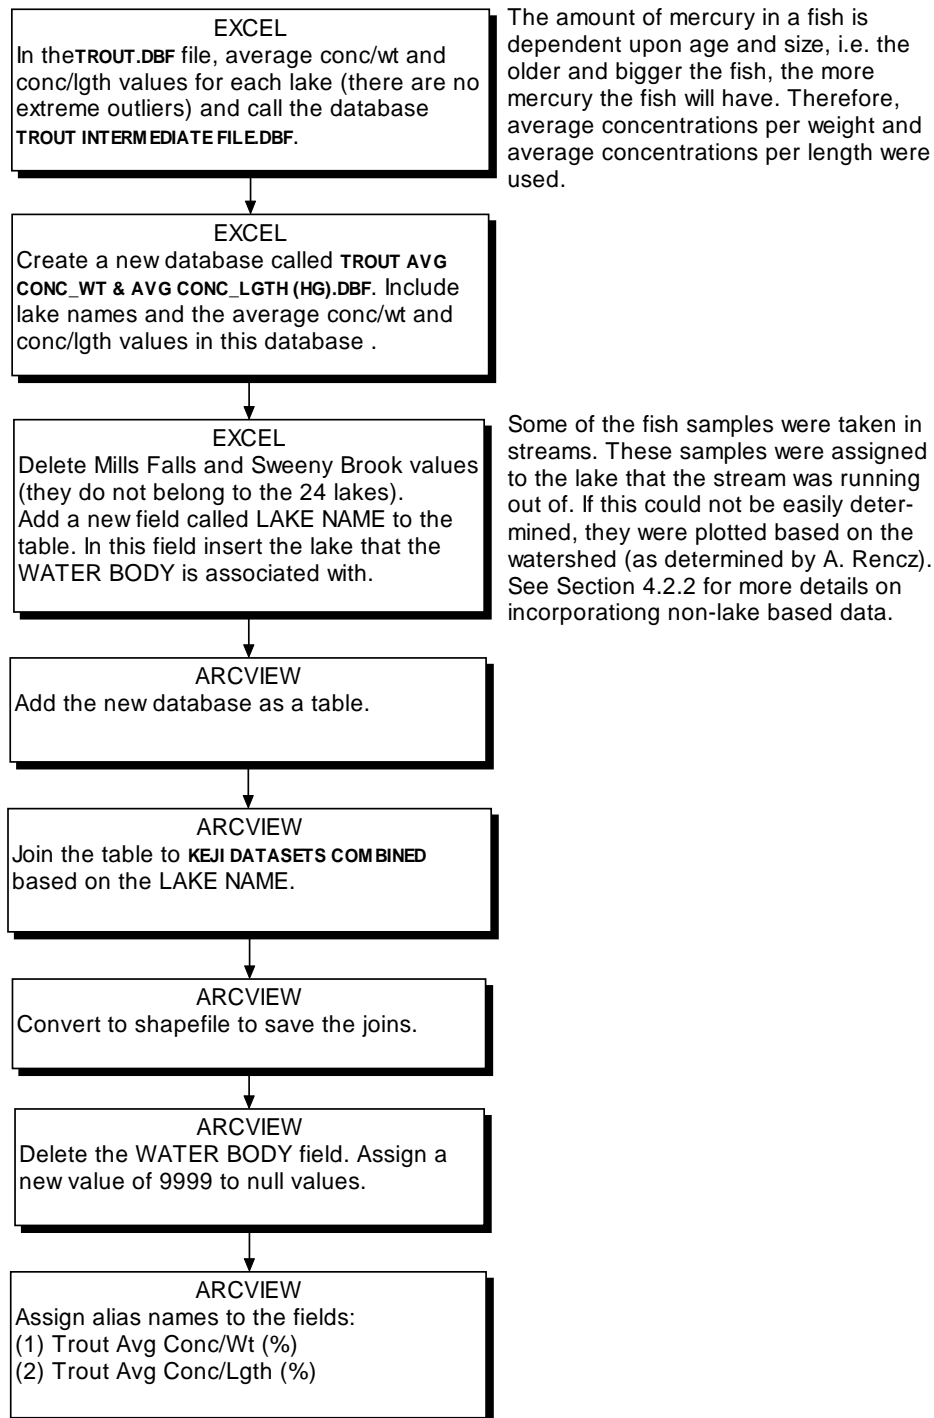 EXCEL
In theTROUT.DBF file, average conc/wt and
conc/lgth values for each lake (there are no
extreme outliers) and call the database
TROUT INTERMEDIATE FILE.DBF.
The amount of mercury in a fish is
dependent upon age and size, i.e. the
older and bigger the fish, the more
mercury the fish will have. Therefore,
average concentrations per weight and
average concentrations per length were
used.
EXCEL
Create a new database called TROUT AVG
CONC_WT & AVG CONC_LGTH (HG).DBF. Include
lake names and the average conc/wt and
conc/lgth values in this database .
EXCEL
Delete Mills Falls and Sweeny Brook values
(they do not belong to the 24 lakes).
Add a new field called LAKE NAME to the
table. In this field insert the lake that the
WATER BODY is associated with.
Some of the fish samples were taken in
streams. These samples were assigned
to the lake that the stream was running
out of. If this could not be easily deter-
mined, they were plotted based on the
watershed (as determined by A. Rencz).
See Section 4.2.2 for more details on
incorporationg non-lake based data.
ARCVIEW
Add the new database as a table.
ARCVIEW
Join the table to KEJI DATASETS COMBINED
based on the LAKE NAME.
ARCVIEW
Convert to shapefile to save the joins.
ARCVIEW
Delete the WATER BODY field. Assign a
new value of 9999 to null values.
ARCVIEW
Assign alias names to the fields:
(1) Trout Avg Conc/Wt (%)
(2) Trout Avg Conc/Lgth (%)